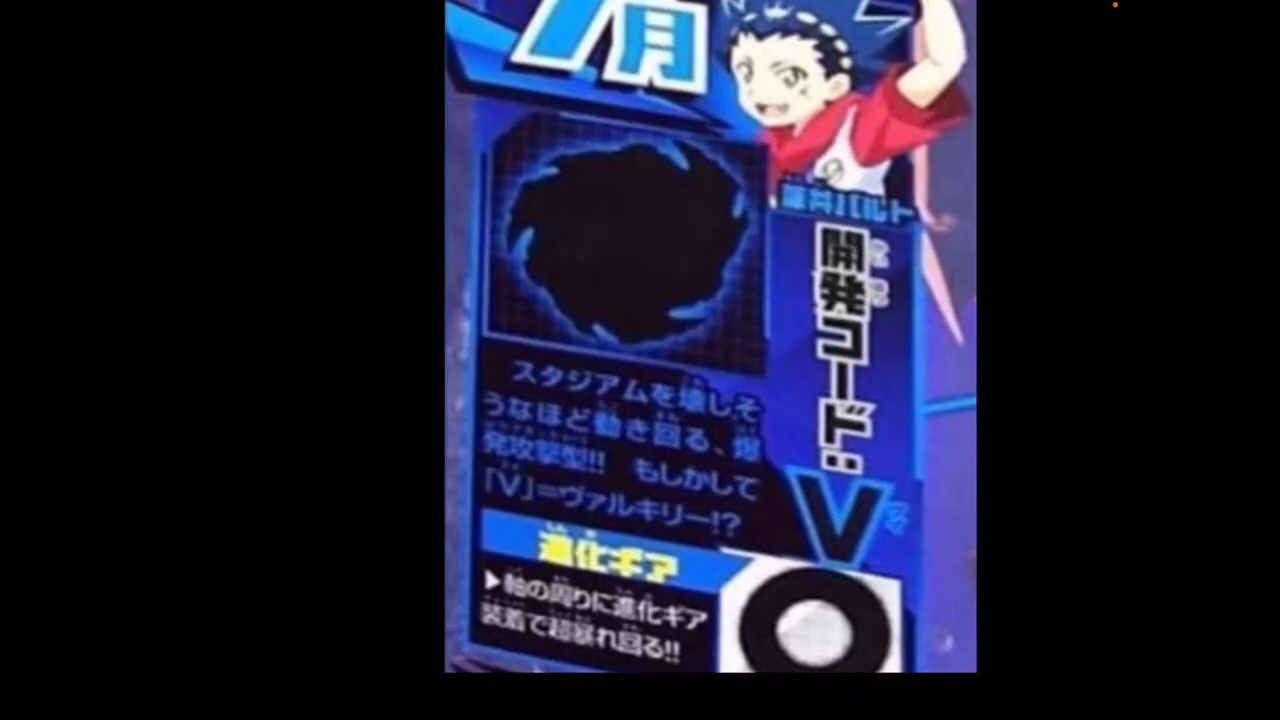 7月
蒼井バルト
開発コード:V
スタジアムを壊しそ
うなほど動き回る、爆
発攻撃型!! もしかして
「V」=ヴァルキリー!?
進化ギア
▶軸の周りに進化ギア
装着で超暴れ回る!!